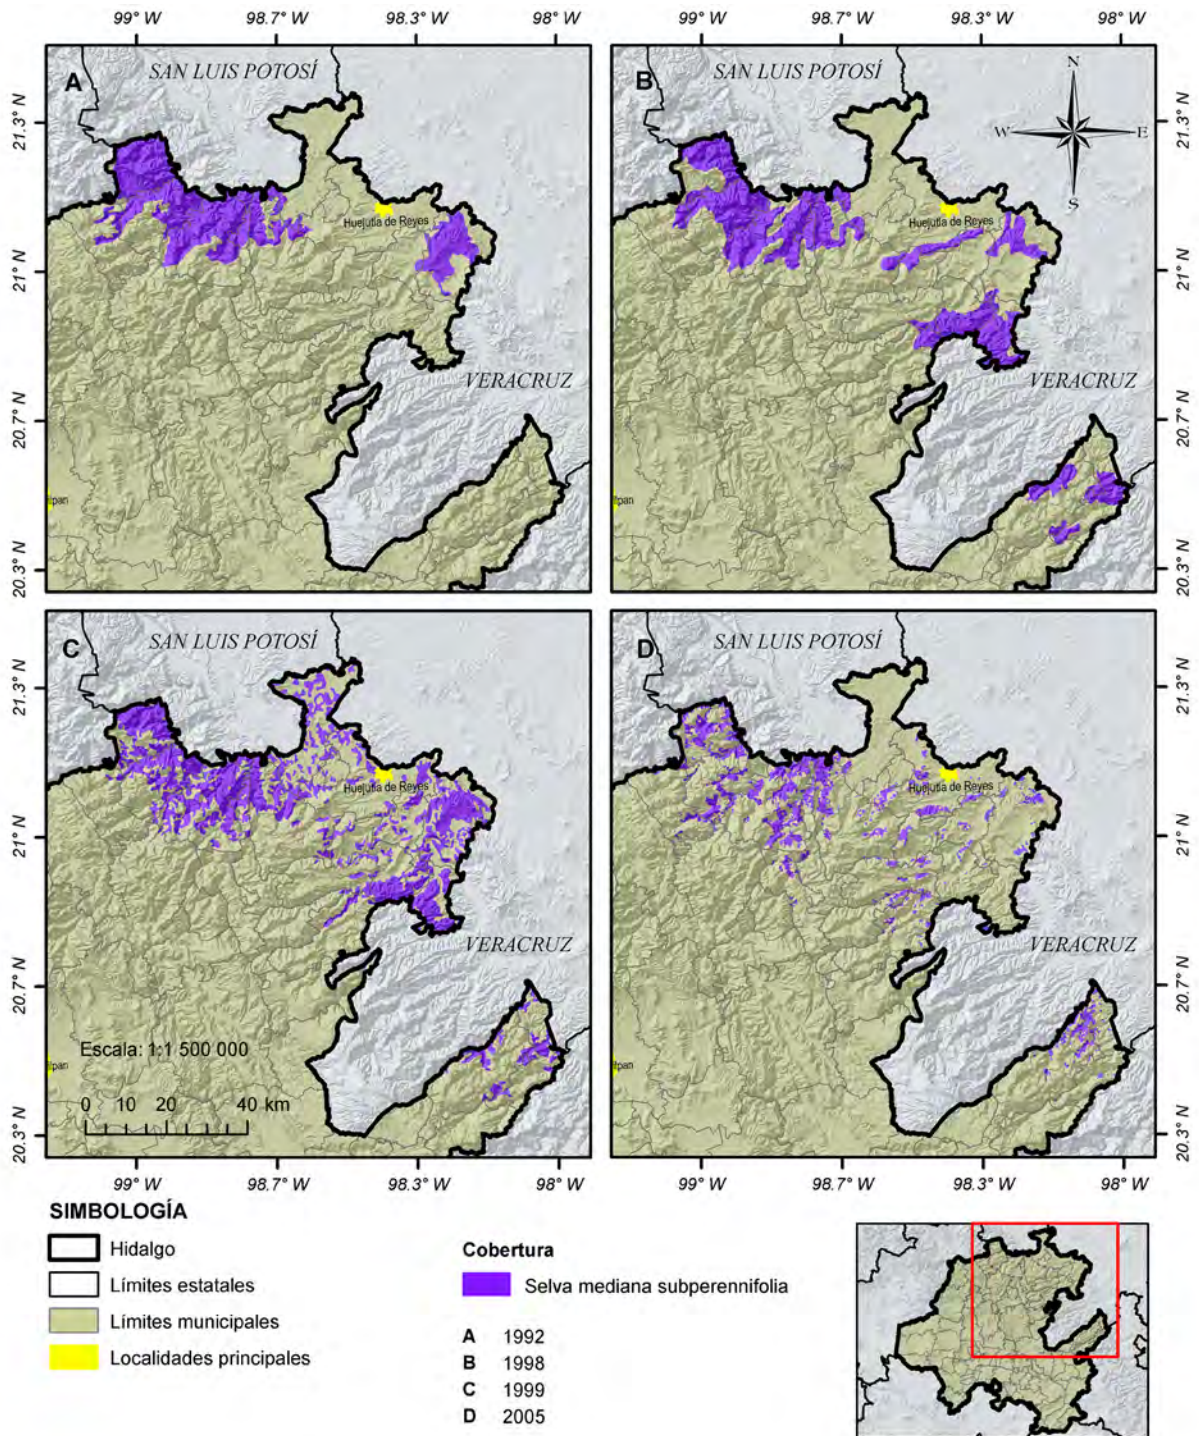 99° W 98.7° W 98.3° W 98° W 99° W 98.7° W 98.3° W 98° W
A SAN LUIS POTOSÍ
B SAN LUIS POTOSÍ
N
W E
S
21.3° N 21.3° N
Huejutla de Reyes
Huejutla de Reyes
21° N 21° N
VERACRUZ
VERACRUZ
20.7° N 20.7° N
pan
pan
20.3° N 20.3° N
C SAN LUIS POTOSÍ
D SAN LUIS POTOSÍ
21.3° N 21.3° N
Huejutla de Reyes
Huejutla de Reyes
21° N 21° N
VERACRUZ
VERACRUZ
20.7° N 20.7° N
Escala: 1:1 500 000
pan
pan
0 10 20 40 km
20.3° N 20.3° N
99° W 98.7° W 98.3° W 98° W 99° W 98.7° W 98.3° W 98° W
SIMBOLOGÍA
Hidalgo
Límites estatales
Límites municipales
Localidades principales
Cobertura
Selva mediana subperennifolia
A 1992
B 1998
C 1999
D 2005